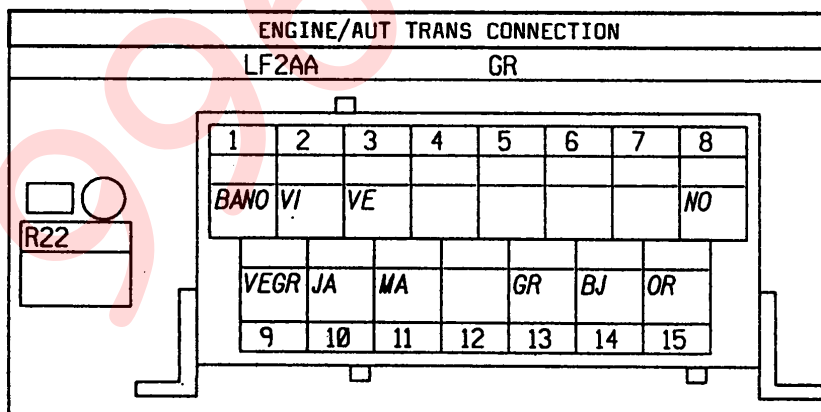 ENGINE/AUT TRANS CONNECTION
LF2AA GR
1 2 3 4 5 6 7 8
BANO VI VE NO
R22
VEGR JA MA GR BJ OR
9 10 11 12 13 14 15